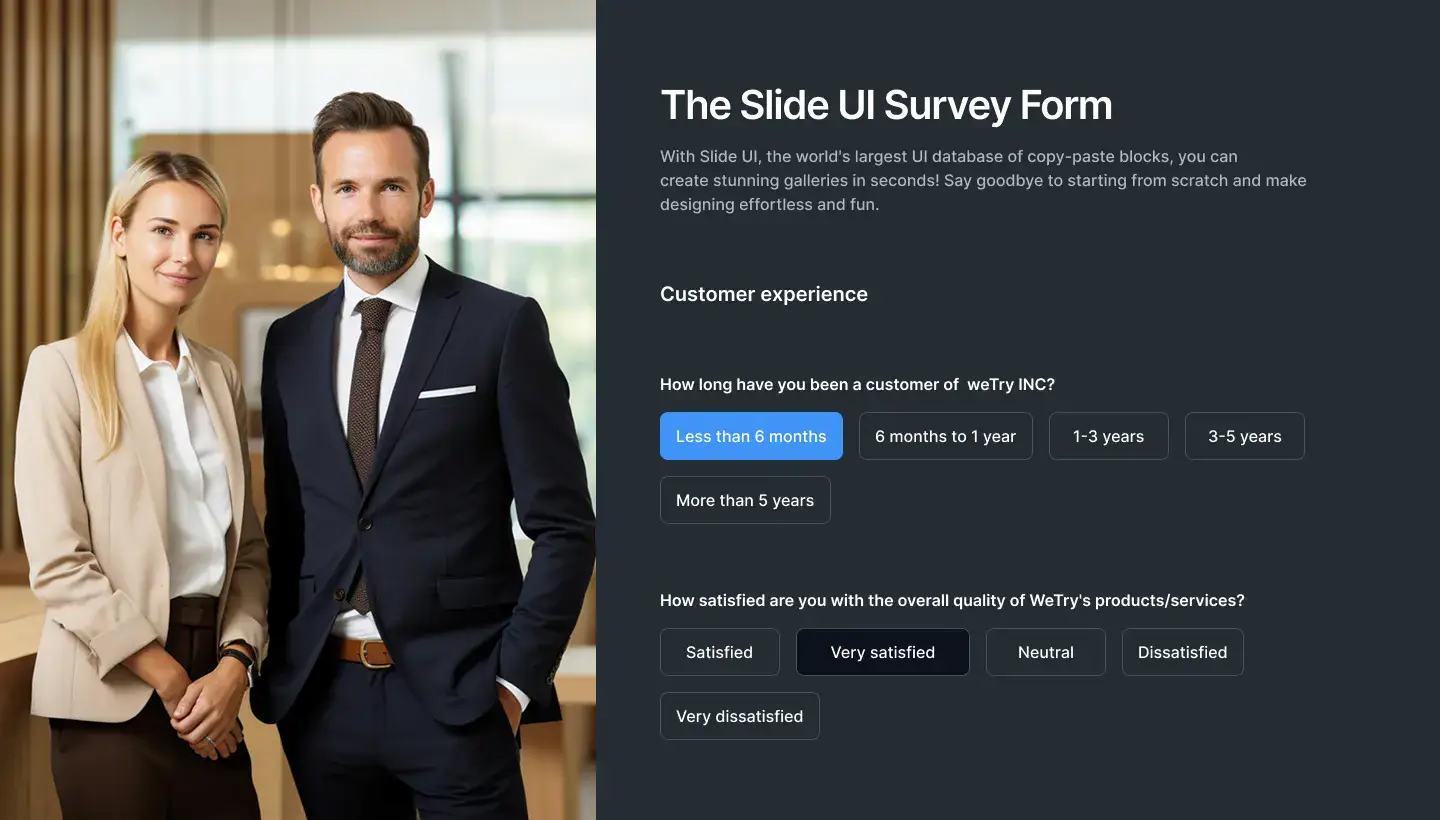 The Slide UI Survey Form
With Slide UI, the world's largest UI database of copy-paste blocks, you can
create stunning galleries in seconds! Say goodbye to starting from scratch and make
designing effortless and fun.
Customer experience
How long have you been a customer of  weTry INC?
Less than 6 months
6 months to 1 year
1-3 years
3-5 years
More than 5 years
How satisfied are you with the overall quality of WeTry's products/services?
Satisfied
Very satisfied
Neutral
Dissatisfied
Very dissatisfied